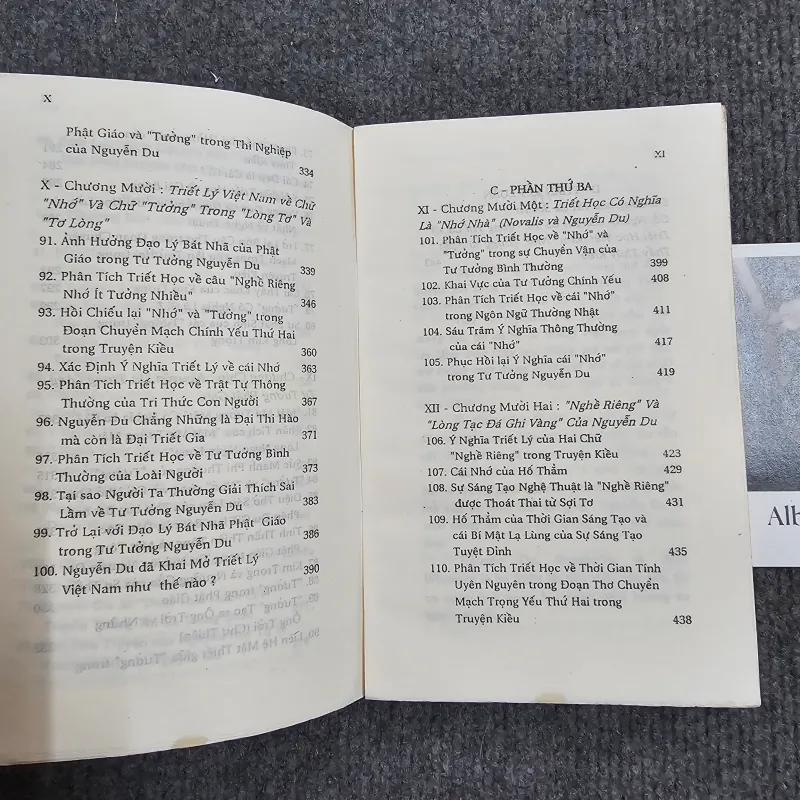 X
Phật Giáo và "Tưởng" trong Thi Nghiệp
của Nguyễn Du 334
X - Chương Mười : Triết Lý Việt Nam về Chữ
"Nhớ" Và Chữ "Tưởng" Trong "Lòng Tơ" Và
"Tơ Lòng"
91. Ảnh Hưởng Đạo Lý Bát Nhã của Phật
Giáo trong Tư Tưởng Nguyễn Du 339
92. Phân Tích Triết Học về câu "Nghề Riêng
Nhớ Ít Tưởng Nhiều" 346
93. Hồi Chiếu lại "Nhớ" và "Tưởng" trong
Đoạn Chuyển Mạch Chính Yếu Thứ Hai
trong Truyện Kiều 360
94. Xác Định Ý Nghĩa Triết Lý về cái Nhớ 363
95. Phân Tích Triết Học về Trật Tự Thông
Thường của Tri Thức Con Người 367
96. Nguyễn Du Chẳng Những là Đại Thi Hào
mà còn là Đại Triết Gia 371
97. Phân Tích Triết Học về Tư Tưởng Bình
Thường của Loài Người 373
98. Tại sao Người Ta Thường Giải Thích Sai
Lầm về Tư Tưởng Nguyễn Du 383
99. Trở Lại với Đạo Lý Bát Nhã Phật Giáo
trong Tư Tưởng Nguyễn Du 386
100. Nguyễn Du đã Khai Mở Triết Lý 390
Việt Nam như thế nào ?
XI
C - PHẦN THỨ BA
XI - Chương Mười Một : Triết Học Có Nghĩa
Là "Nhớ Nhà" (Novalis và Nguyễn Du)
101. Phân Tích Triết Học về "Nhớ" và
"Tưởng" trong sự Chuyển Vận của
Tư Tưởng Bình Thường 399
102. Khai Vực của Tư Tưởng Chính Yếu 408
103. Phân Tích Triết Học về cái "Nhớ"
trong Ngôn Ngữ Thường Nhật 411
104. Sáu Trăm Ý Nghĩa Thông Thường
của cái "Nhớ" 417
105. Phục Hồi lại Ý Nghĩa cái "Nhớ"
trong Tư Tưởng Nguyễn Du 419
XII - Chương Mười Hai : "Nghề Riêng" Và
"Lòng Tạc Đá Ghi Vàng" Của Nguyễn Du
106. Ý Nghĩa Triết Lý của Hai Chữ
"Nghề Riêng" trong Truyện Kiều 423
107. Cái Nhớ của Hố Thẳm 429
108. Sự Sáng Tạo Nghệ Thuật là "Nghề Riêng"
được Thoát Thai từ Sợi Tơ 431
109. Hố Thẳm của Thời Gian Sáng Tạo và
cái Bí Mật Lạ Lùng của Sự Sáng Tạo
Tuyệt Đỉnh 435
110. Phân Tích Triết Học về Thời Gian Tính
Uyên Nguyên trong Đoạn Thơ Chuyển
Mạch Trọng Yếu Thứ Hai trong
Truyện Kiều 438
Alb